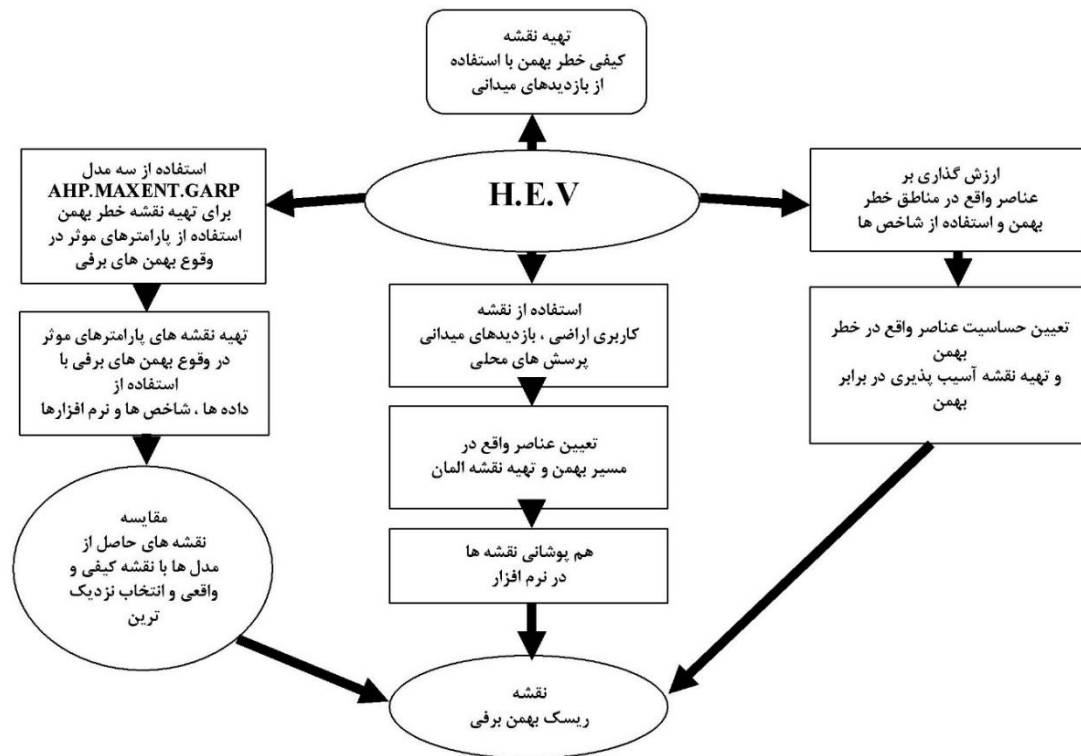 تهیه نقشه
کیفی خطر بهمن با استفاده
از بازدیدهای میدانی
H.E.V
استفاده از سه مدل
AHP.MAXENT.GARP
برای تهیه نقشه خطر بهمن
استفاده از پارامترهای موثر در
وقوع بهمن های برفی
تهیه نقشه های پارامترهای موثر
در وقوع بهمن های برفی با
استفاده از
داده ها ، شاخص ها و نرم افزارها
مقایسه
نقشه های حاصل از
مدل ها با نقشه کیفی و
واقعی و انتخاب نزدیک
ترین
استفاده از نقشه
کاربری اراضی ، بازدیدهای میدانی
پرسش های محلی
تعیین عناصر واقع در
مسیر بهمن و تهیه نقشه المان
هم پوشانی نقشه ها
در نرم افزار
ارزش گذاری بر
عناصر واقع در مناطق خطر
بهمن و استفاده از شاخص ها
تعیین حساسیت عناصر واقع در خطر
بهمن
و تهیه نقشه آسیب پذیری در برابر
بهمن
نقشه
ریسک بهمن برفی